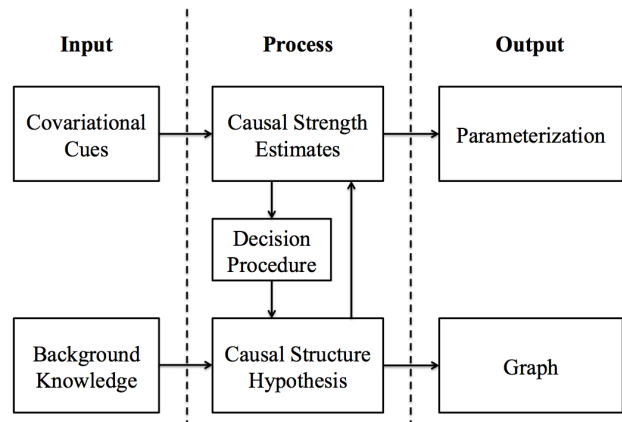 Input
Process
Output
Covariational
Cues
Causal Strength
Estimates
Parameterization
Decision
Procedure
Background
Knowledge
Causal Structure
Hypothesis
Graph